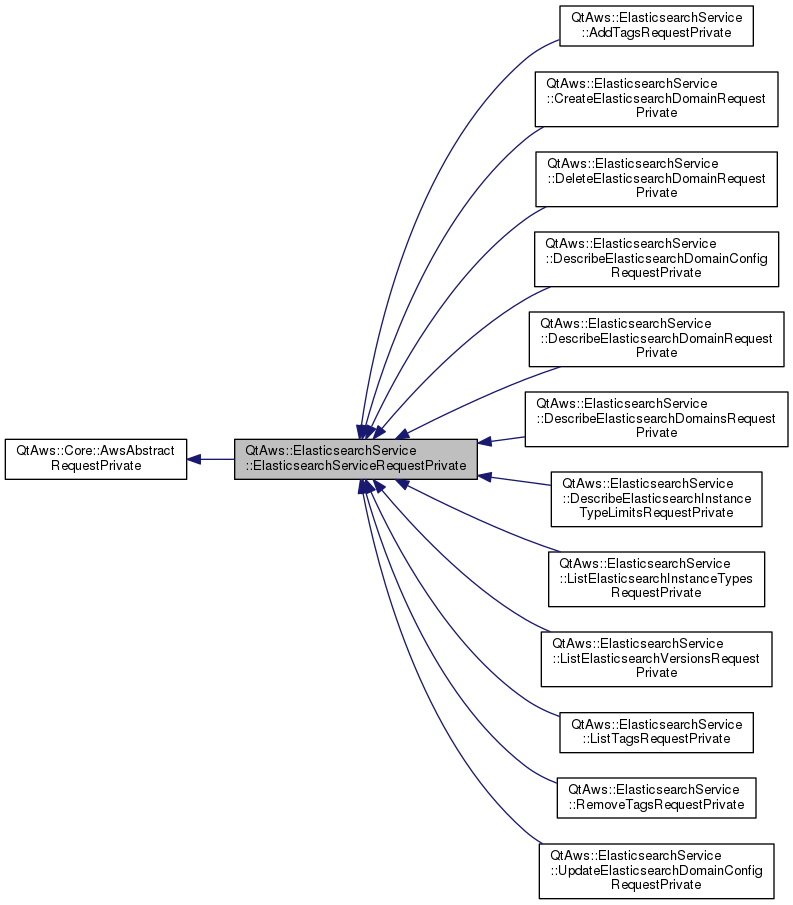 QtAws::ElasticsearchService
::AddTagsRequestPrivate
QtAws::ElasticsearchService
::CreateElasticsearchDomainRequest
Private
QtAws::ElasticsearchService
::DeleteElasticsearchDomainRequest
Private
QtAws::ElasticsearchService
::DescribeElasticsearchDomainConfig
RequestPrivate
QtAws::ElasticsearchService
::DescribeElasticsearchDomainRequest
Private
QtAws::ElasticsearchService
::DescribeElasticsearchDomainsRequest
Private
QtAws::Core::AwsAbstract
RequestPrivate
QtAws::ElasticsearchService
::ElasticsearchServiceRequestPrivate
QtAws::ElasticsearchService
::DescribeElasticsearchInstance
TypeLimitsRequestPrivate
QtAws::ElasticsearchService
::ListElasticsearchInstanceTypes
RequestPrivate
QtAws::ElasticsearchService
::ListElasticsearchVersionsRequest
Private
QtAws::ElasticsearchService
::ListTagsRequestPrivate
QtAws::ElasticsearchService
::RemoveTagsRequestPrivate
QtAws::ElasticsearchService
::UpdateElasticsearchDomainConfig
RequestPrivate